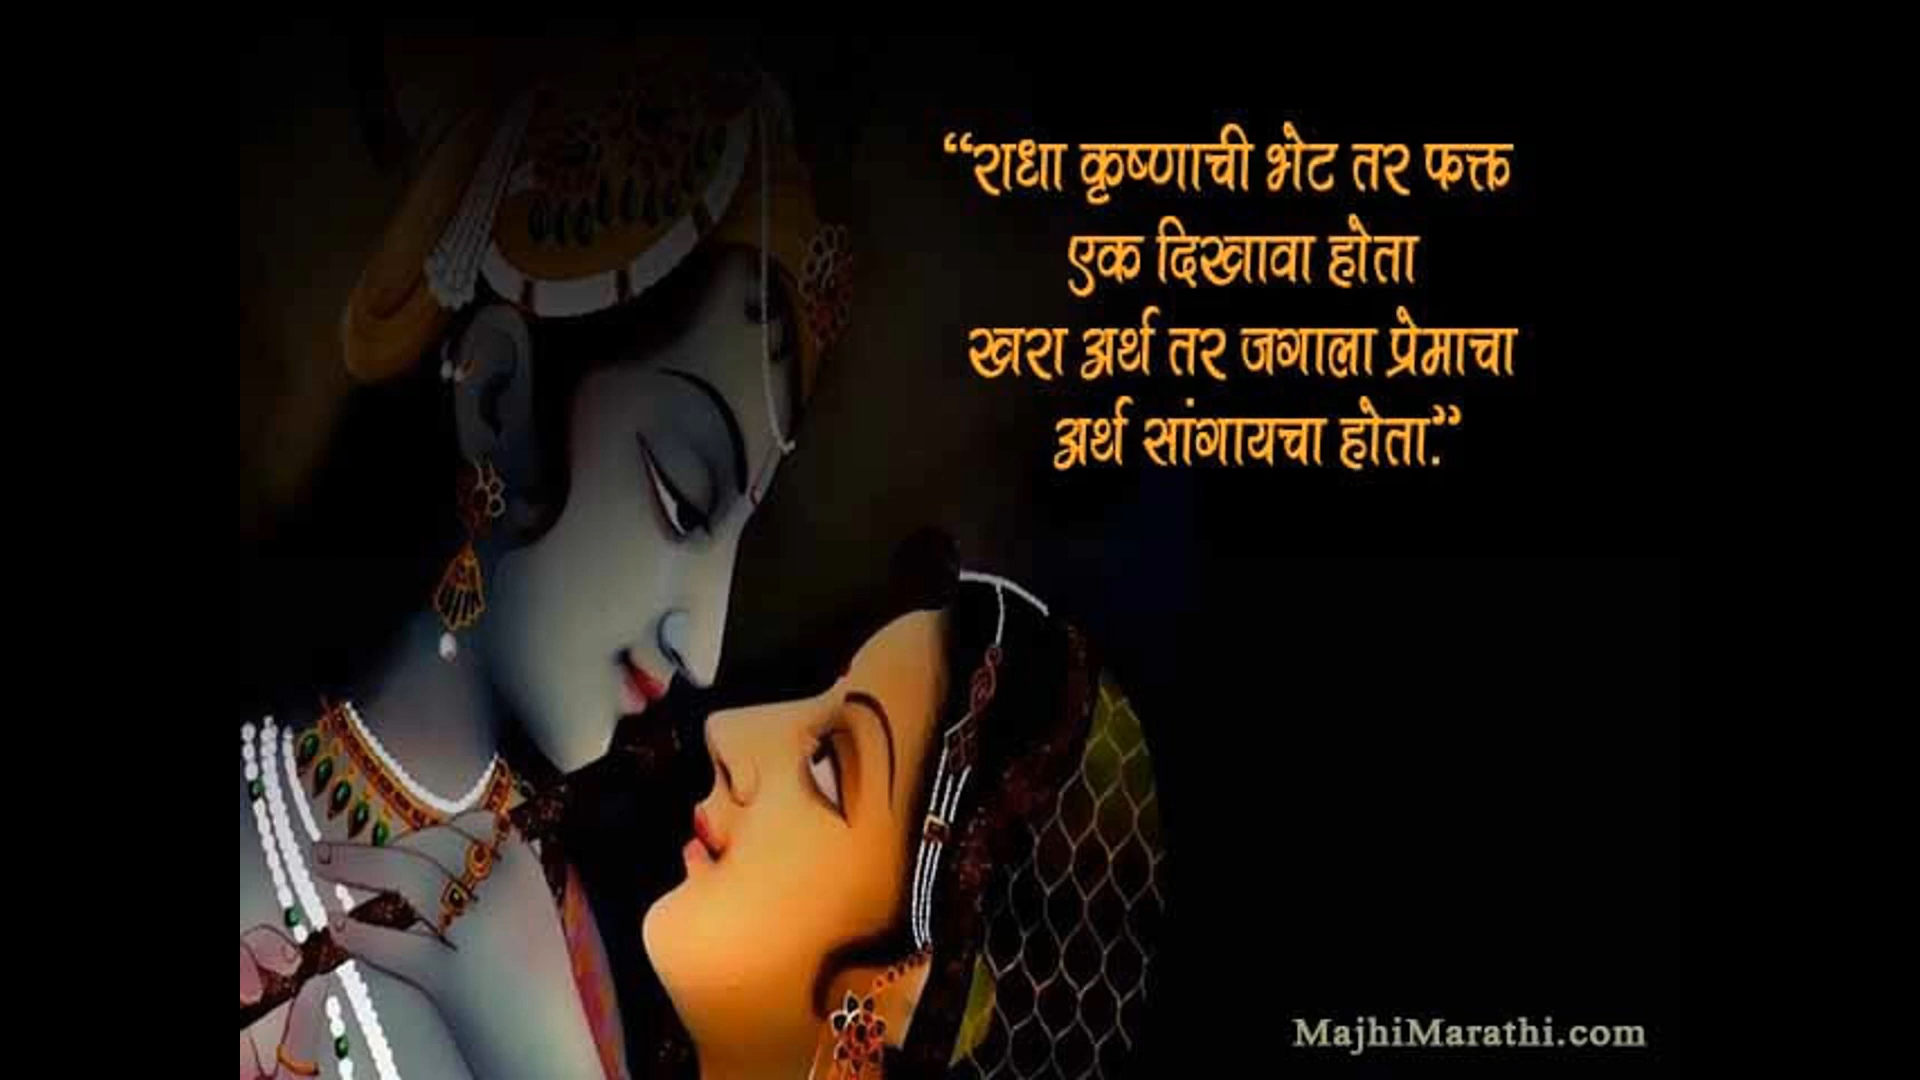 “राधा कृष्णाची भेट तर फक्त
एक दिखावा होता
खरा अर्थ तर जगाला प्रेमाचा
अर्थ सांगायचा होता.”
MajhiMarathi.com